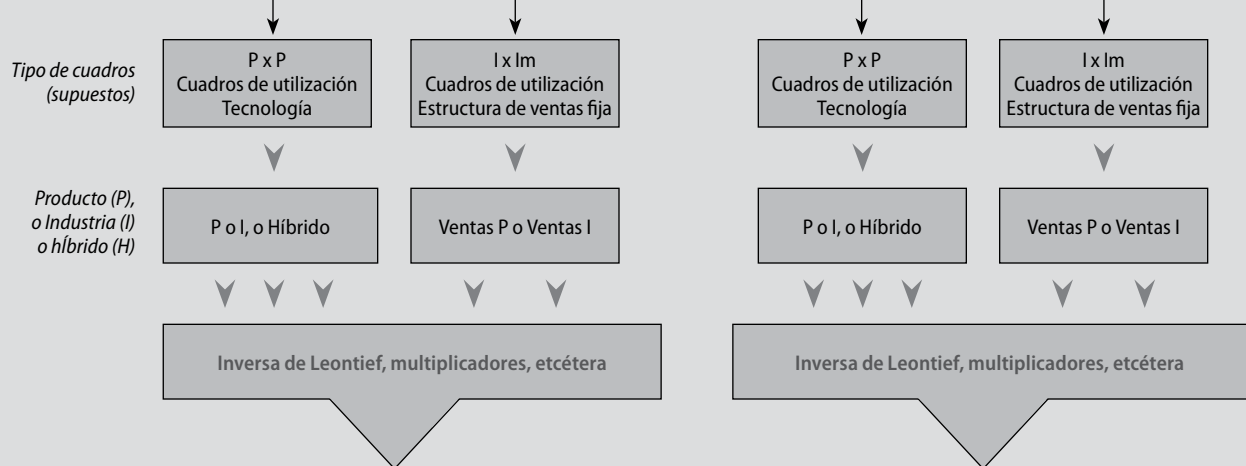 Tipo de cuadros
(supuestos)
P x P
Cuadros de utilización
Tecnología
I x Im
Cuadros de utilización
Estructura de ventas fija
P x P
Cuadros de utilización
Tecnología
I x Im
Cuadros de utilización
Estructura de ventas fija
Producto (P),
o Industria (I)
o híbrido (H)
P o I, o Híbrido
Ventas P o Ventas I
P o I, o Híbrido
Ventas P o Ventas I
Inversa de Leontief, multiplicadores, etcétera
Inversa de Leontief, multiplicadores, etcétera